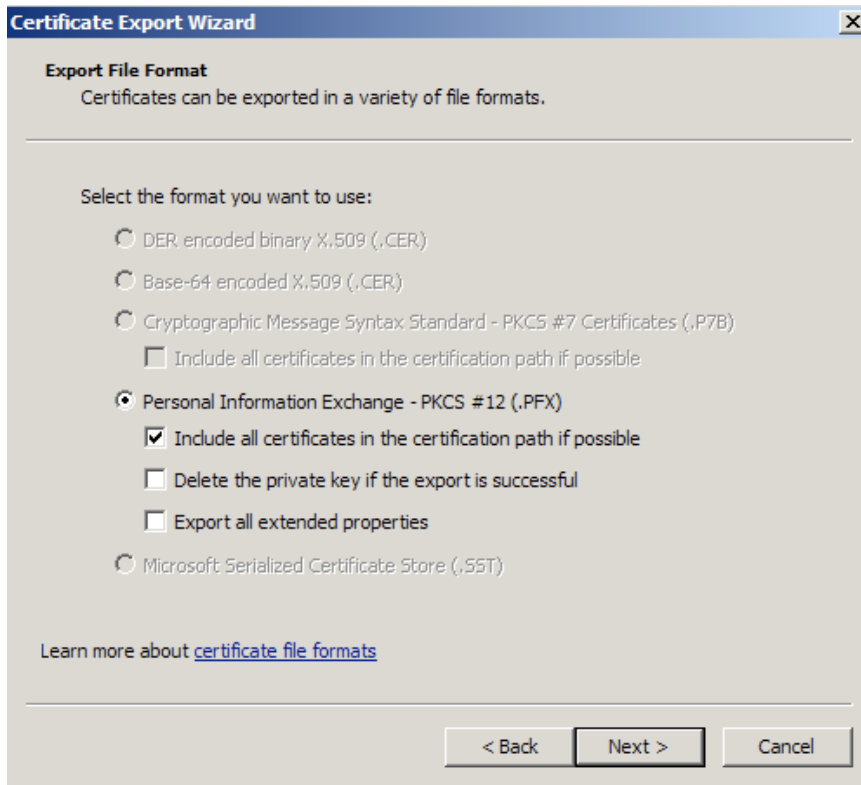 Certificate Export Wizard
Export File Format
Certificates can be exported in a variety of file formats.
Select the format you want to use:
DER encoded binary X.509 (.CER)
Base-64 encoded X.509 (.CER)
Cryptographic Message Syntax Standard - PKCS #7 Certificates (.P7B)
Include all certificates in the certification path if possible
Personal Information Exchange - PKCS #12 (.PFX)
Include all certificates in the certification path if possible
Delete the private key if the export is successful
Export all extended properties
Microsoft Serialized Certificate Store (.SST)
Learn more about certificate file formats
< Back Next > Cancel